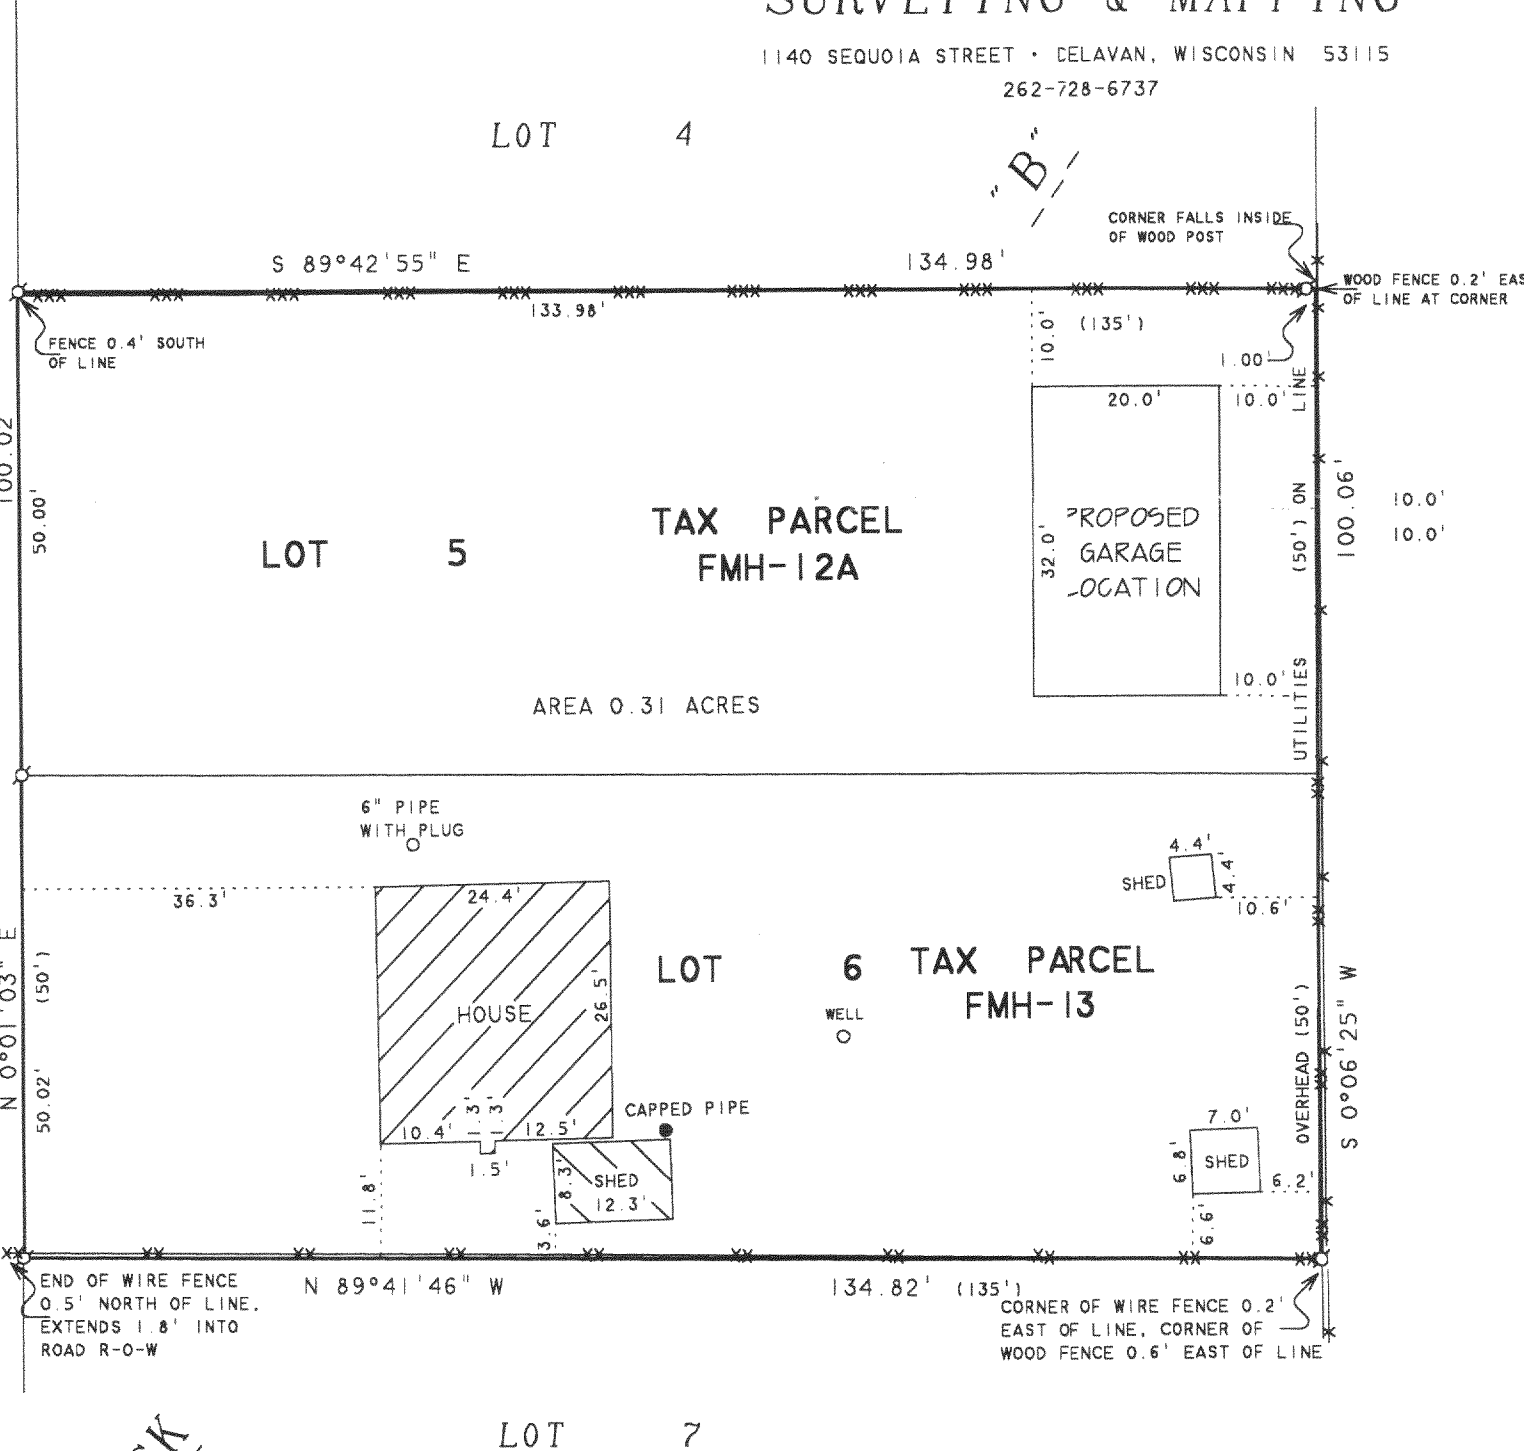 SURVEYING & MAPPING
1140 SEQUOIA STREET • DELAVAN, WISCONSIN 53115
262-728-6737
LOT 4
"B"
CORNER FALLS INSIDE
OF WOOD POST
S 89°42'55" E
134.98'
WOOD FENCE 0.2' EAS
OF LINE AT CORNER
133.98'
(135')
10.0'
1.00'
FENCE 0.4' SOUTH
OF LINE
20.0'
10.0'
100.02
50.00'
LOT 5
TAX PARCEL
FMH-12A
32.0'
PROPOSED
GARAGE
LOCATION
UTILITIES (50') ON LINE
100.06'
10.0'
10.0'
10.0'
AREA 0.31 ACRES
6" PIPE
WITH PLUG
36.3'
24.4'
4.4'
4.4'
SHED
10.6'
N 0°01'03" E
(50')
50.02'
HOUSE
26.5'
LOT 6
TAX PARCEL
FMH-13
WELL
OVERHEAD (50')
S 0°06'25" W
CAPPED PIPE
10.4'
1.3'
1.3'
12.5'
1.5'
11.8'
8.3'
SHED
12.3'
3.6'
7.0'
6.8'
SHED
6.2'
6.6'
END OF WIRE FENCE
0.5' NORTH OF LINE,
EXTENDS 1.8' INTO
ROAD R-O-W
N 89°41'46" W
134.82' (135')
CORNER OF WIRE FENCE 0.2'
EAST OF LINE, CORNER OF
WOOD FENCE 0.6' EAST OF LINE
LOT 7